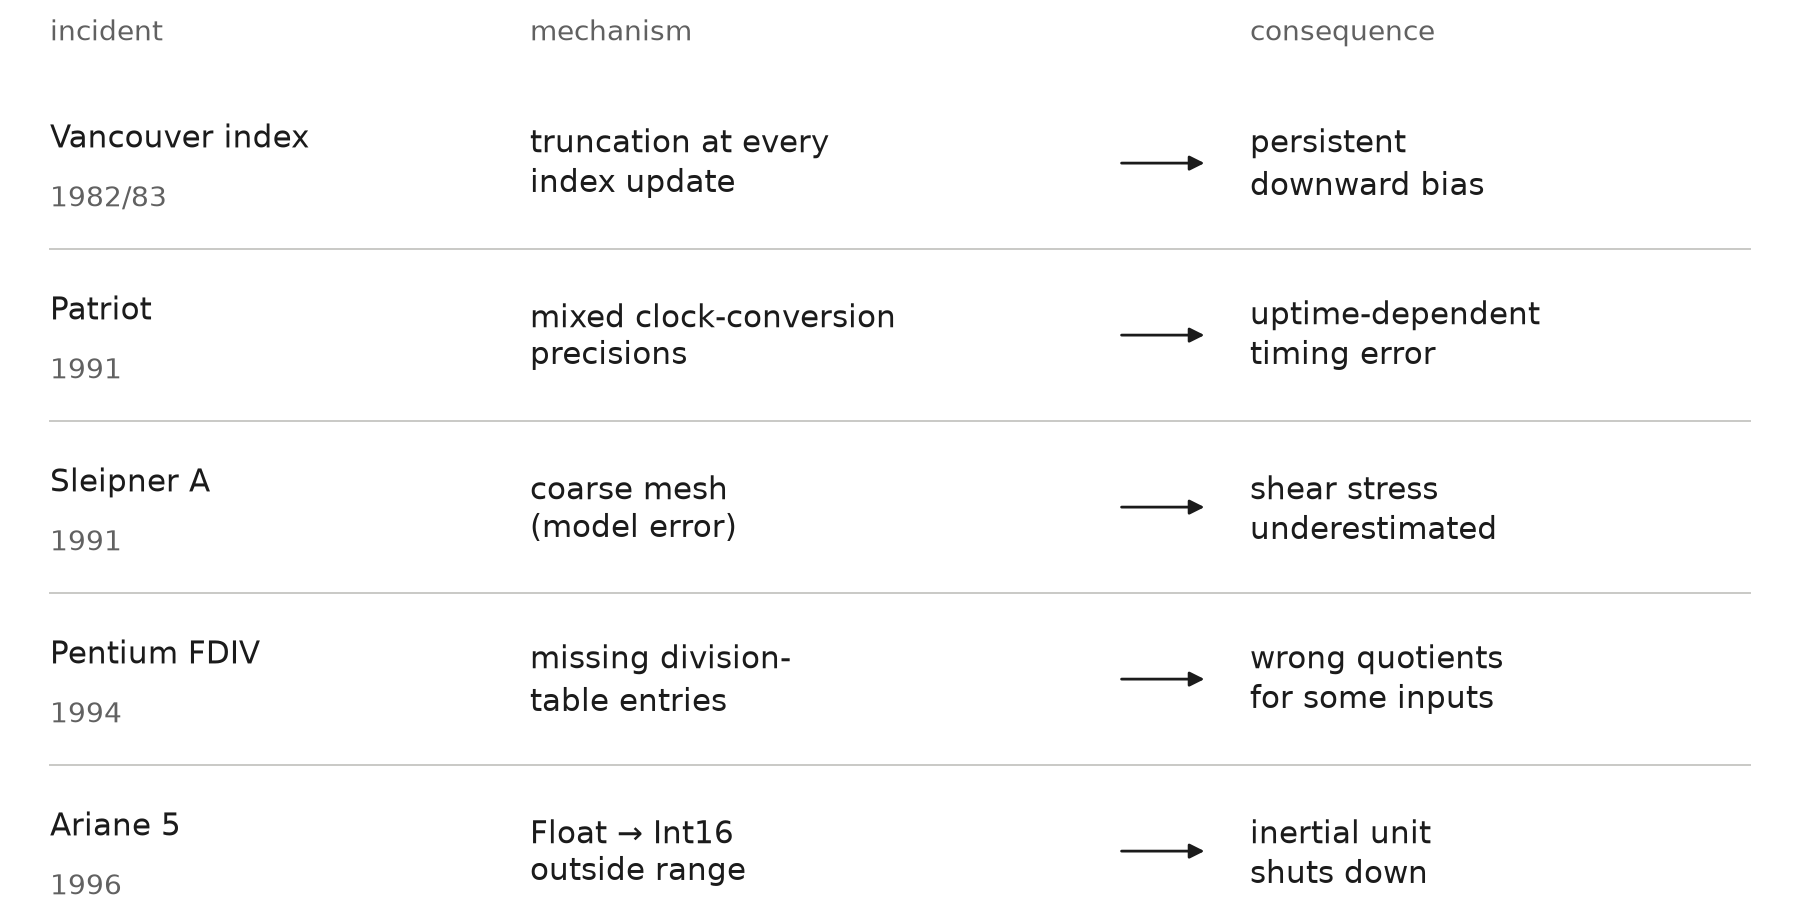 incident
mechanism
consequence
Vancouver index
1982/83
truncation at every
index update
persistent
downward bias
Patriot
1991
mixed clock-conversion
precisions
uptime-dependent
timing error
Sleipner A
1991
coarse mesh
(model error)
shear stress
underestimated
Pentium FDIV
1994
missing division-
table entries
wrong quotients
for some inputs
Ariane 5
1996
Float → Int16
outside range
inertial unit
shuts down